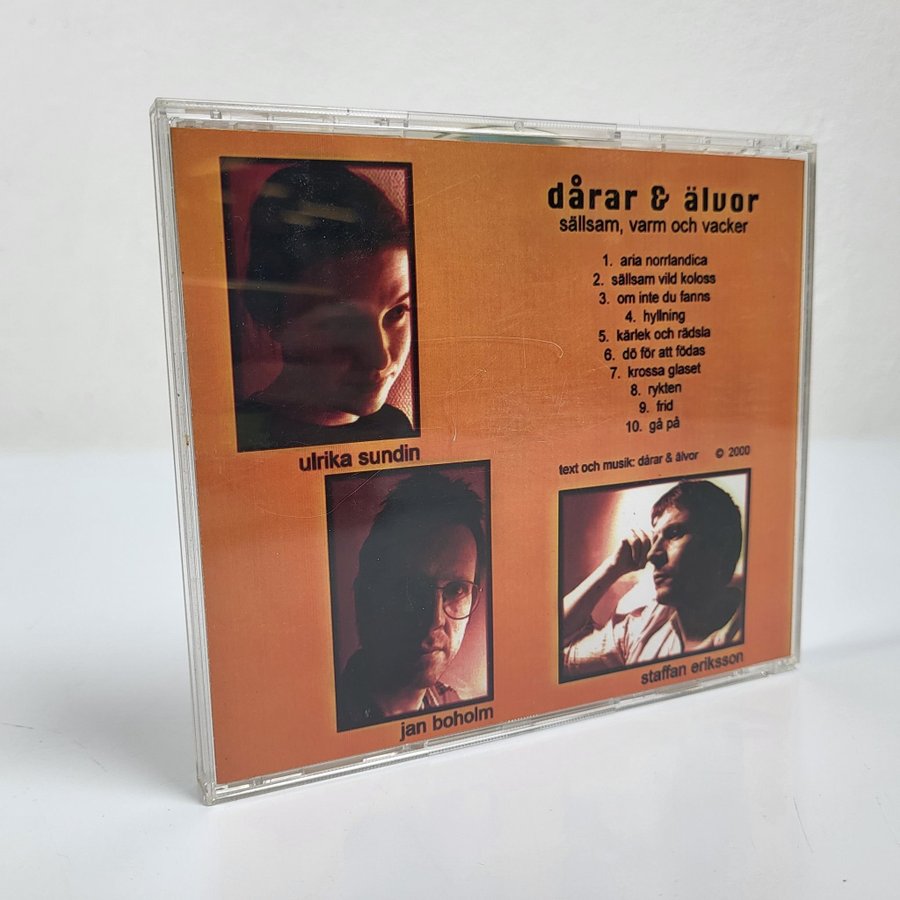 dårar & älvor
sällsam, varm och vacker
1. aria norrlandica
2. sällsam vild koloss
3. om inte du fanns
4. hyllning
5. kärlek och rädsla
6. dö för att födas
7. krossa glaset
8. rykten
9. frid
10. gå på
text och musik: dårar & älvor © 2000
ulrika sundin
jan boholm
staffan eriksson